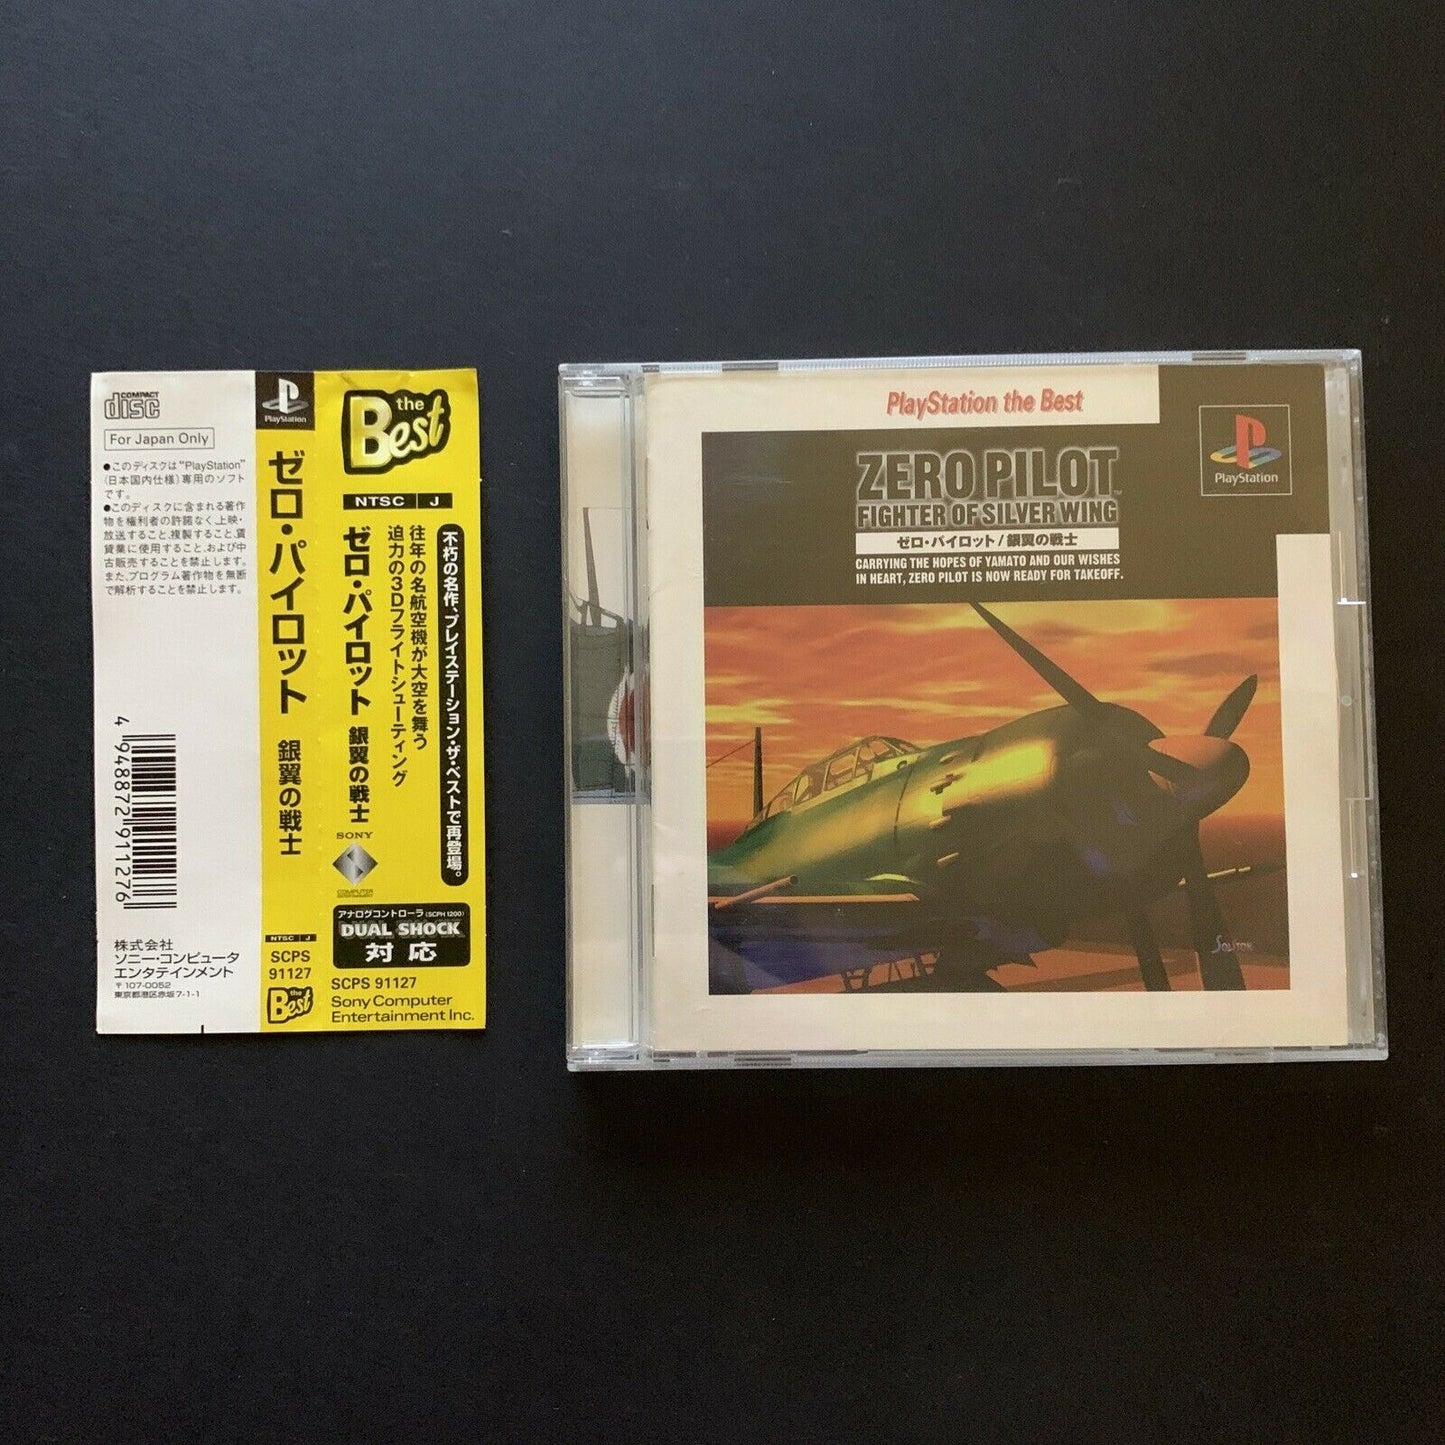 COMPACT
disc
For Japan Only
●このディスクは"PlayStation"
(日本国内仕様)専用のソフト
です。
●このディスクに含まれる著作
物を権利者の許諾なく、上映・
放送すること、複製すること、賃
貸業に使用すること、および中
古販売することを禁止します。
また、プログラム著作物を無断
で解析することを禁止します。
4 948872 911276
株式会社
ソニー・コンピュータ
エンタテインメント
〒107-0052
東京都港区赤坂7-1-1
PlayStation
ゼロ・パイロット 銀翼の戦士
NTSC J
SCPS
91127
the
Best
the
Best
NTSC J
不朽の名作、プレイステーション・ザ・ベストで再登場。
往年の名航空機が大空を舞う
迫力の3Dフライトシューティング
ゼロ・パイロット 銀翼の戦士
SONY
COMPUTER
ENTERTAINMENT
アナログコントローラ(SCPH 1200)
DUAL SHOCK
対応
SCPS 91127
Sony Computer
Entertainment Inc.
PlayStation the Best
ZERO PILOT™
FIGHTER OF SILVER WING
ゼロ・パイロット/銀翼の戦士
CARRYING THE HOPES OF YAMATO AND OUR WISHES
IN HEART, ZERO PILOT IS NOW READY FOR TAKEOFF.
PlayStation
SOLITON